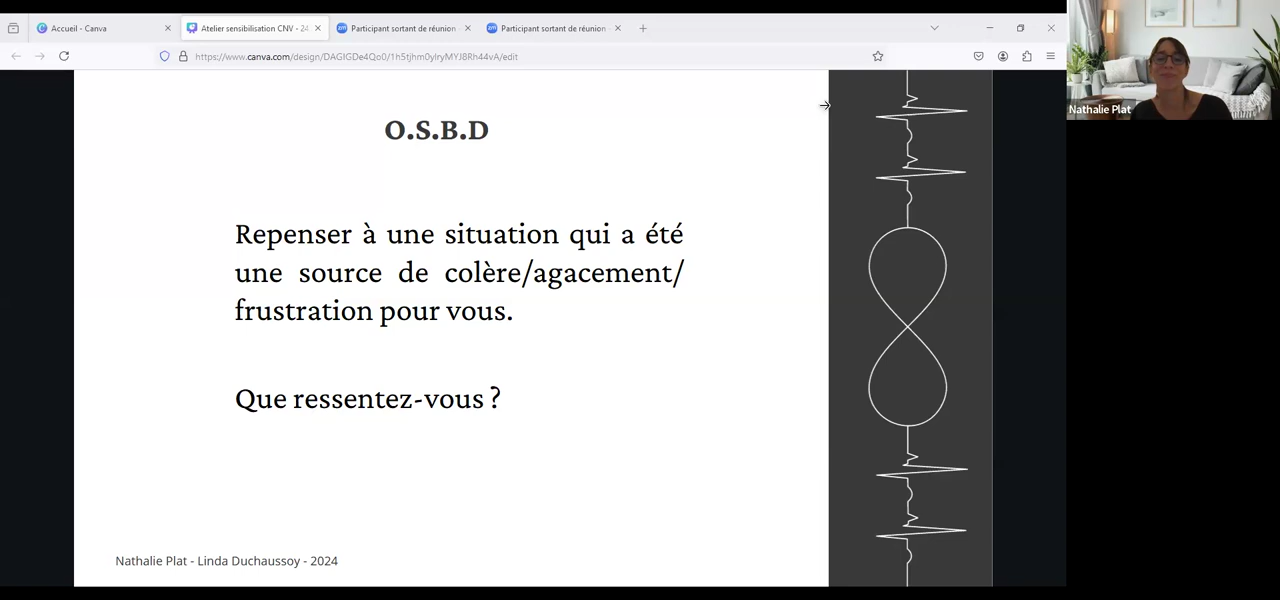 Accueil - Canva
Atelier sensibilisation CNV - 24
Participant sortant de réunion
Participant sortant de réunion -
https://www.canva.com/design/DAGIGDe4Qo0/1h5tjhm0yIryMYJ8Rh44vA/edit
Nathalie Plat
O.S.B.D
Repenser à une situation qui a été
une source de colère/agacement/
frustration pour vous.
Que ressentez-vous ?
Nathalie Plat - Linda Duchaussoy - 2024